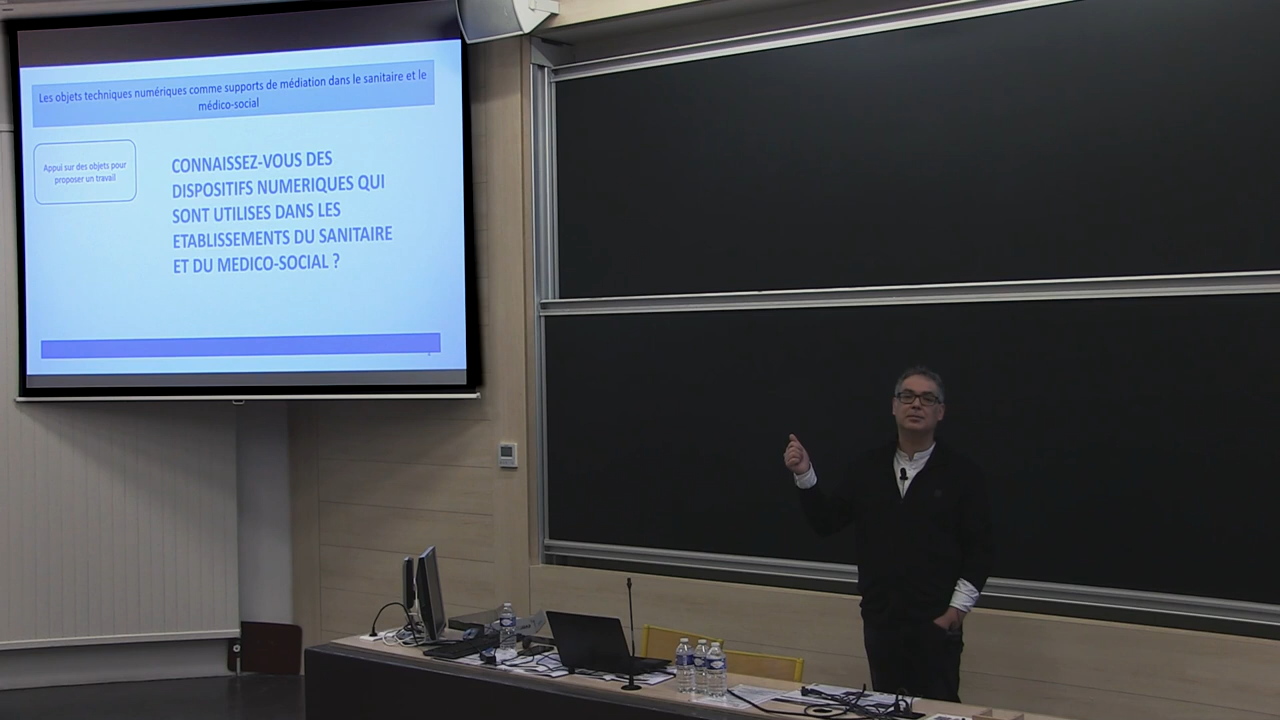 Les objets techniques numériques comme supports de médiation dans le sanitaire et le
médico-social
Appui sur des objets pour
proposer un travail
CONNAISSEZ-VOUS DES
DISPOSITIFS NUMERIQUES QUI
SONT UTILISES DANS LES
ETABLISSEMENTS DU SANITAIRE
ET DU MEDICO-SOCIAL ?